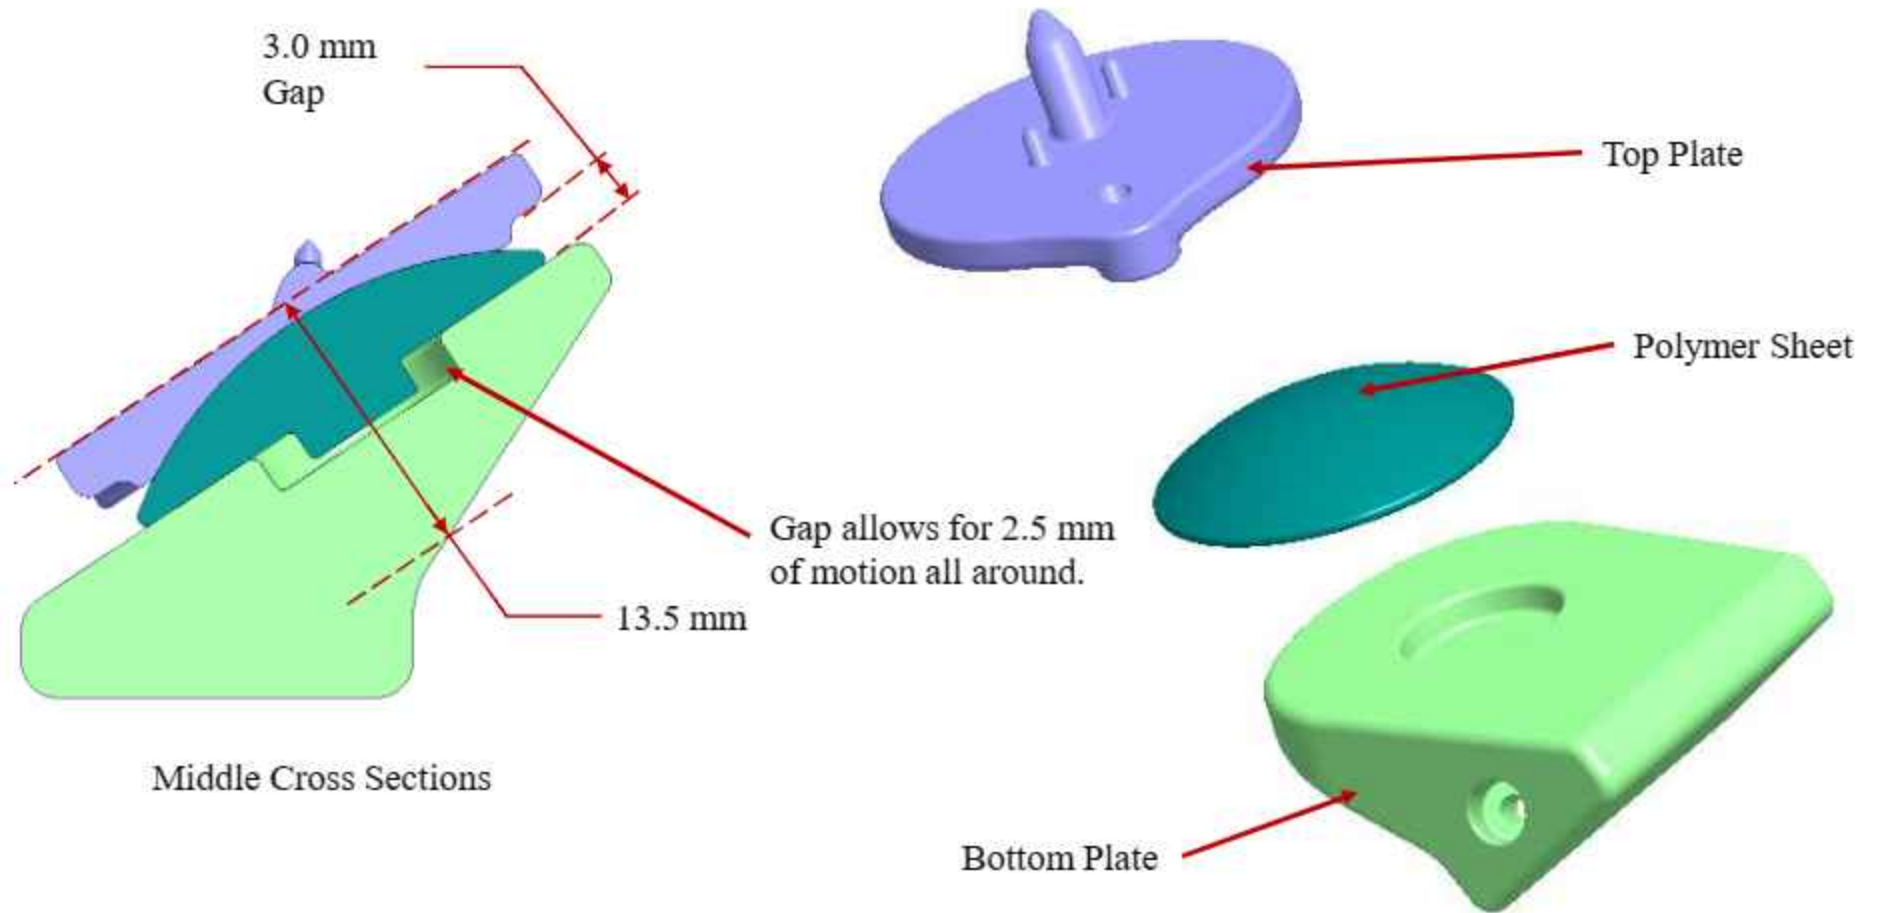 3.0 mm
Gap
Top Plate
Polymer Sheet
Gap allows for 2.5 mm
of motion all around.
13.5 mm
Middle Cross Sections
Bottom Plate